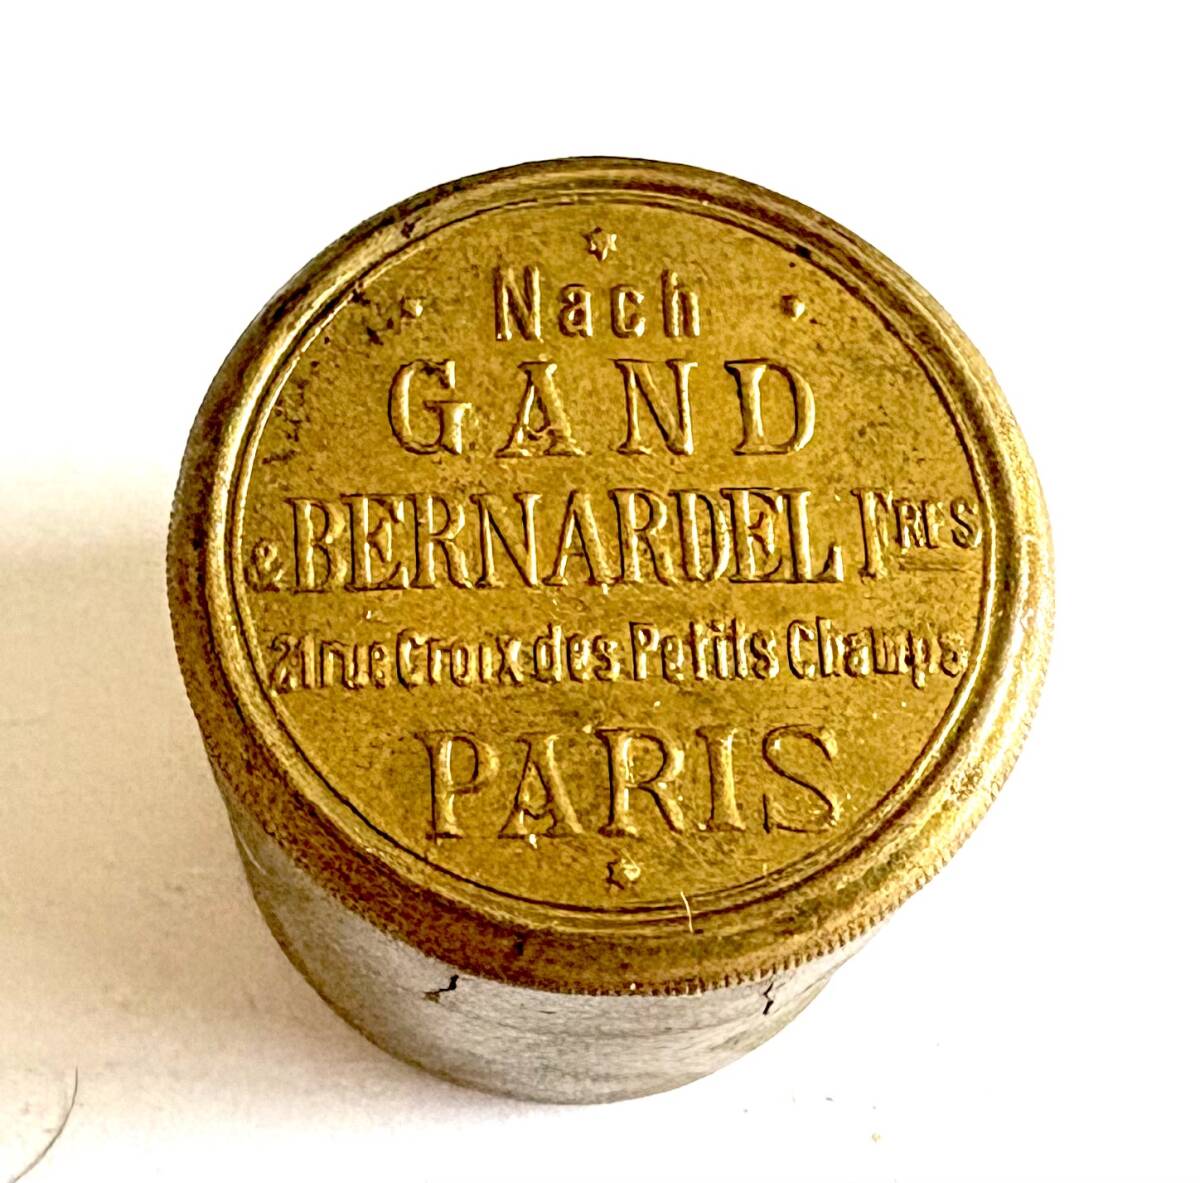 Nach
GAND
& BERNARDEL FRES
21 rue Croix des Petits Champs
PARIS